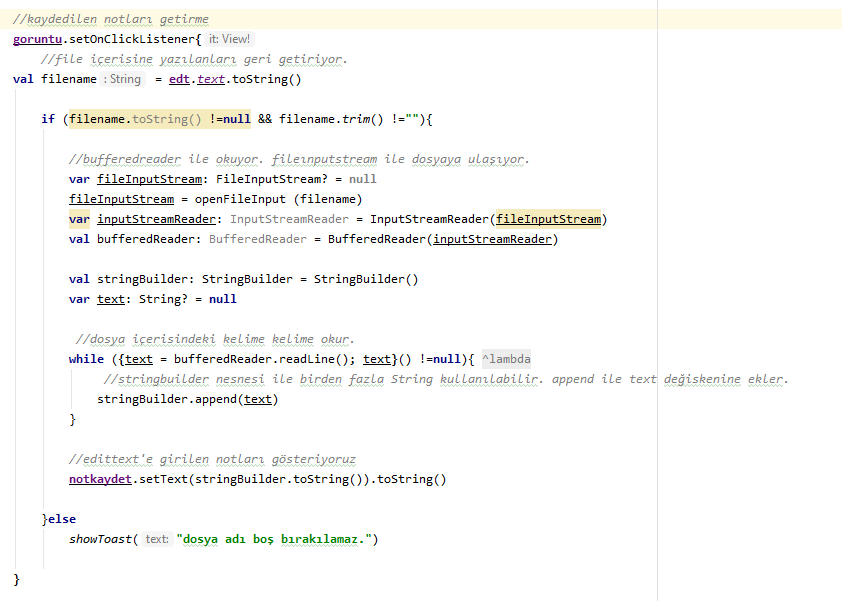 //kaydedilen notları getirme
goruntu.setOnClickListener{ it: View!
//file içerisine yazılanları geri getiriyor.
val filename : String = edt.text.toString()
if (filename.toString() !=null && filename.trim() !=""){
//bufferedreader ile okuyor. fileınputstream ile dosyaya ulaşıyor.
var fileInputStream: FileInputStream? = null
fileInputStream = openFileInput (filename)
var inputStreamReader: InputStreamReader = InputStreamReader(fileInputStream)
val bufferedReader: BufferedReader = BufferedReader(inputStreamReader)
val stringBuilder: StringBuilder = StringBuilder()
var text: String? = null
//dosya içerisindeki kelime kelime okur.
while ({text = bufferedReader.readLine(); text}() !=null){ ^lambda
//stringbuilder nesnesi ile birden fazla String kullanılabilir. append ile text değiskenine ekler.
stringBuilder.append(text)
}
//edittext'e girilen notları gösteriyoruz
notkaydet.setText(stringBuilder.toString()).toString()
}else
showToast( text: "dosya adı boş bırakılamaz.")
}